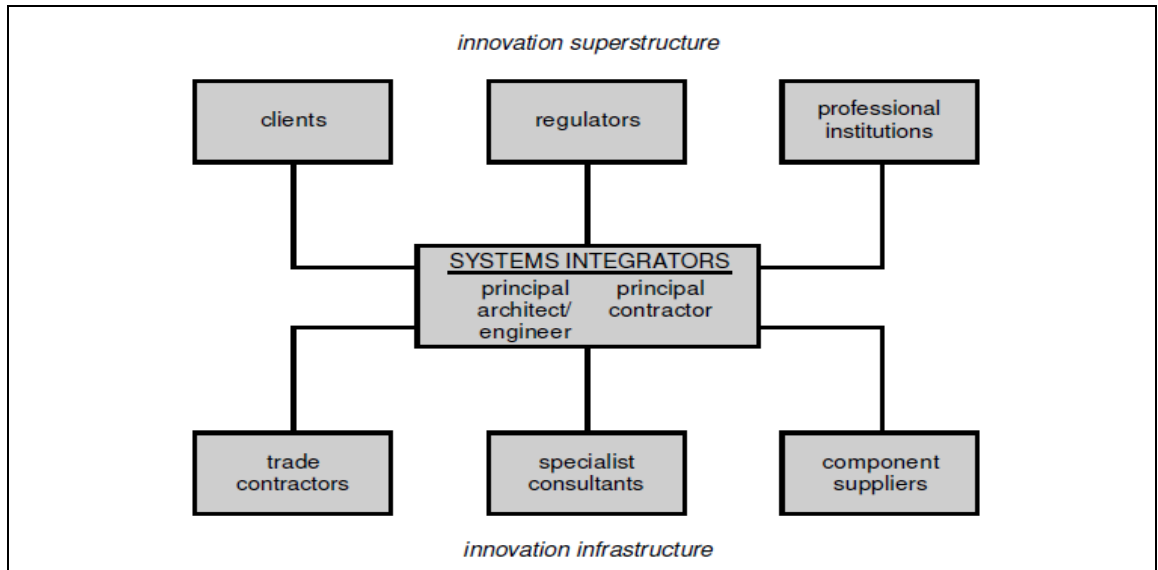 innovation superstructure
clients
regulators
professional
institutions
SYSTEMS INTEGRATORS
principal
architect/
engineer
principal
contractor
trade
contractors
specialist
consultants
component
suppliers
innovation infrastructure